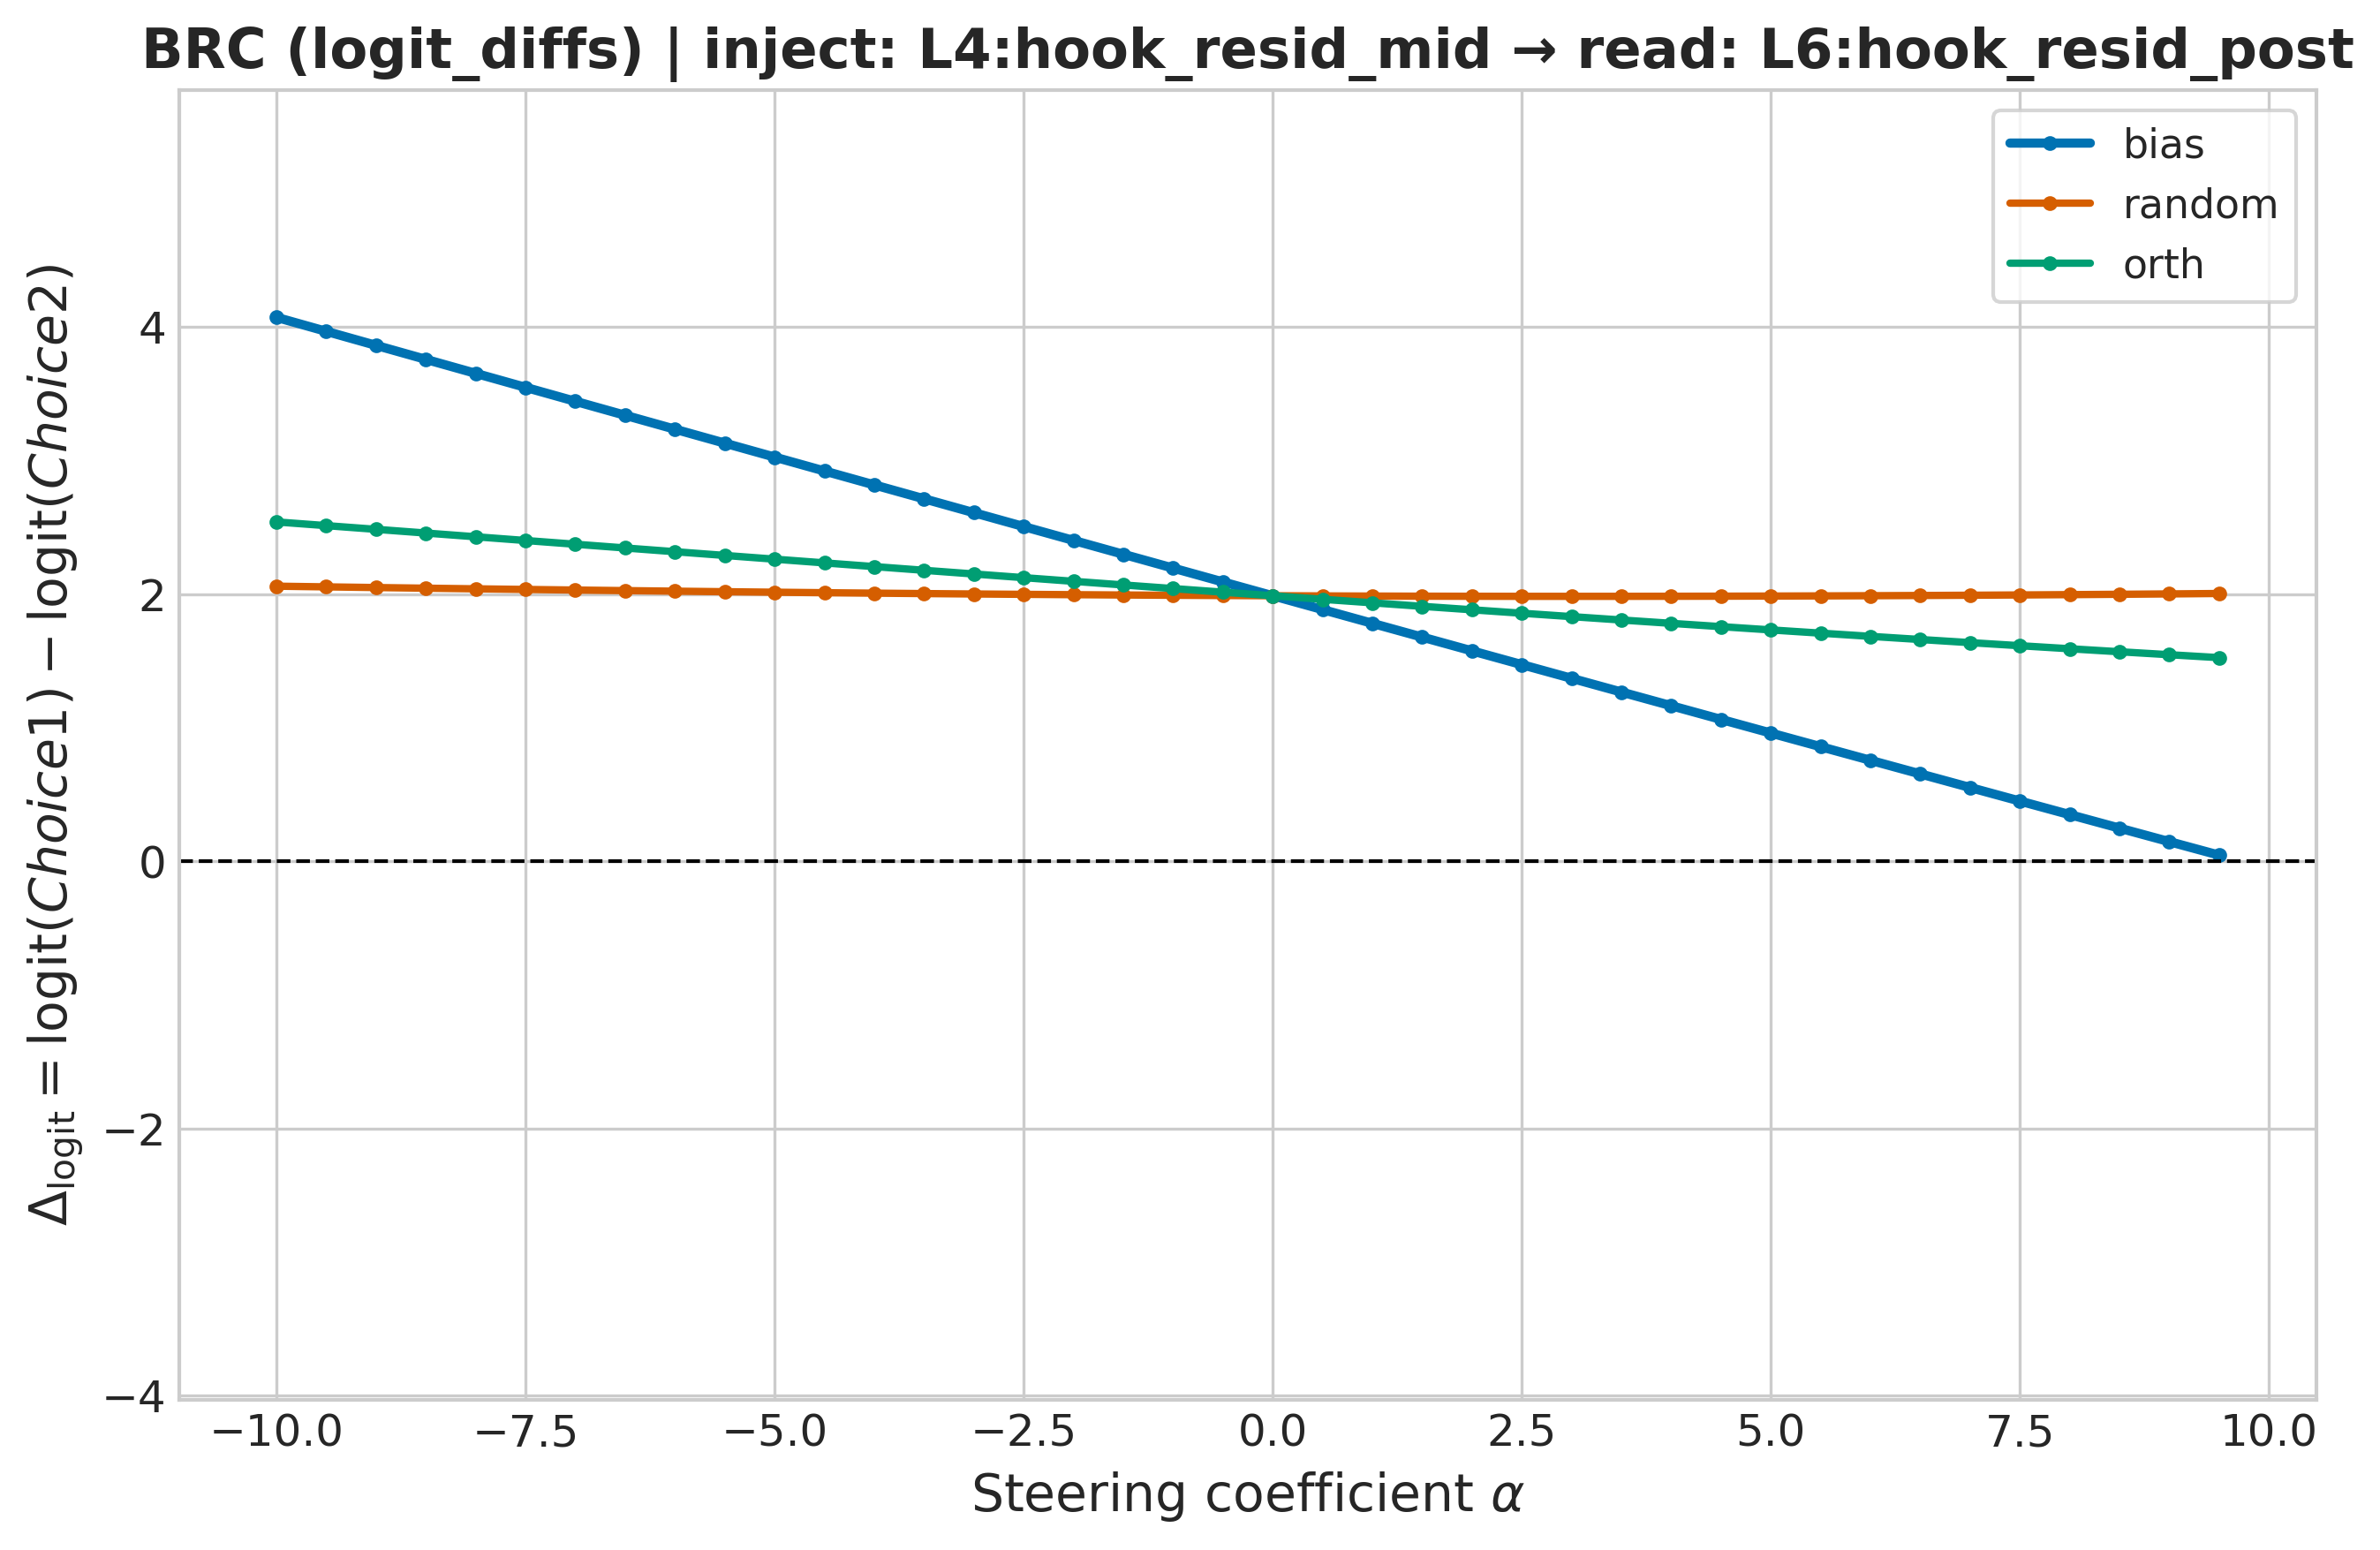 BRC (logit_diffs) | inject: L4:hook_resid_mid → read: L6:hook_resid_post
bias
random
orth
Δlogit = logit(Choice1) − logit(Choice2)
4
2
0
−2
−4
−10.0 −7.5 −5.0 −2.5 0.0 2.5 5.0 7.5 10.0
Steering coefficient α